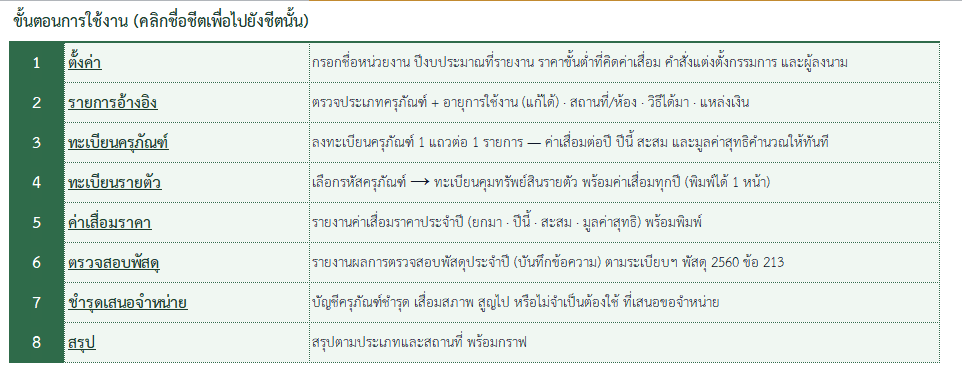 ขั้นตอนการใช้งาน (คลิกชื่อชีตเพื่อไปยังชีตนั้น)
1 ตั้งค่า กรอกชื่อหน่วยงาน ปีงบประมาณที่รายงาน ราคาขั้นต่ำที่คิดค่าเสื่อม คำสั่งแต่งตั้งกรรมการ และผู้ลงนาม
2 รายการอ้างอิง ตรวจประเภทครุภัณฑ์ + อายุการใช้งาน (แก้ได้) · สถานที่/ห้อง · วิธีได้มา · แหล่งเงิน
3 ทะเบียนครุภัณฑ์ ลงทะเบียนครุภัณฑ์ 1 แถวต่อ 1 รายการ — ค่าเสื่อมต่อปี ปีนี้ สะสม และมูลค่าสุทธิคำนวณให้ทันที
4 ทะเบียนรายตัว เลือกรหัสครุภัณฑ์ → ทะเบียนคุมทรัพย์สินรายตัว พร้อมค่าเสื่อมทุกปี (พิมพ์ได้ 1 หน้า)
5 ค่าเสื่อมราคา รายงานค่าเสื่อมราคาประจำปี (ยกมา · ปีนี้ · สะสม · มูลค่าสุทธิ) พร้อมพิมพ์
6 ตรวจสอบพัสดุ รายงานผลการตรวจสอบพัสดุประจำปี (บันทึกข้อความ) ตามระเบียบฯ พัสดุ 2560 ข้อ 213
7 ชำรุดเสนอจำหน่าย บัญชีครุภัณฑ์ชำรุด เสื่อมสภาพ สูญไป หรือไม่จำเป็นต้องใช้ ที่เสนอขอจำหน่าย
8 สรุป สรุปตามประเภทและสถานที่ พร้อมกราฟ